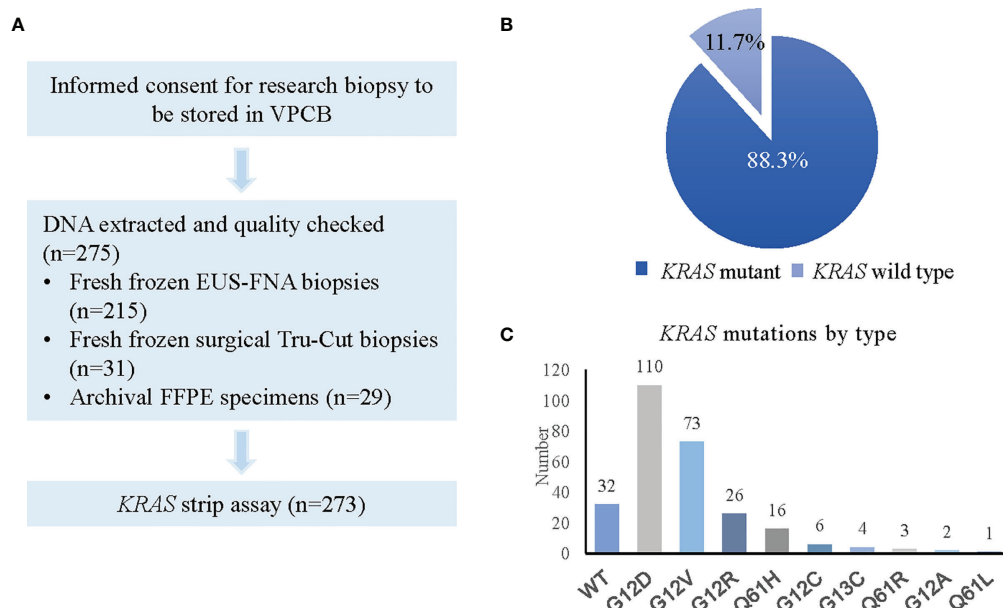 A
Informed consent for research biopsy to
be stored in VPCB
DNA extracted and quality checked
(n=275)
• Fresh frozen EUS-FNA biopsies
(n=215)
• Fresh frozen surgical Tru-Cut biopsies
(n=31)
• Archival FFPE specimens (n=29)
KRAS strip assay (n=273)
B
11.7%
88.3%
KRAS mutant KRAS wild type
C
KRAS mutations by type
Number
120
100
80
60
40
20
0
32
110
73
26
16
6
4
3
2
1
WT
G12D
G12V
G12R
Q61H
G12C
G13C
Q61R
G12A
Q61L